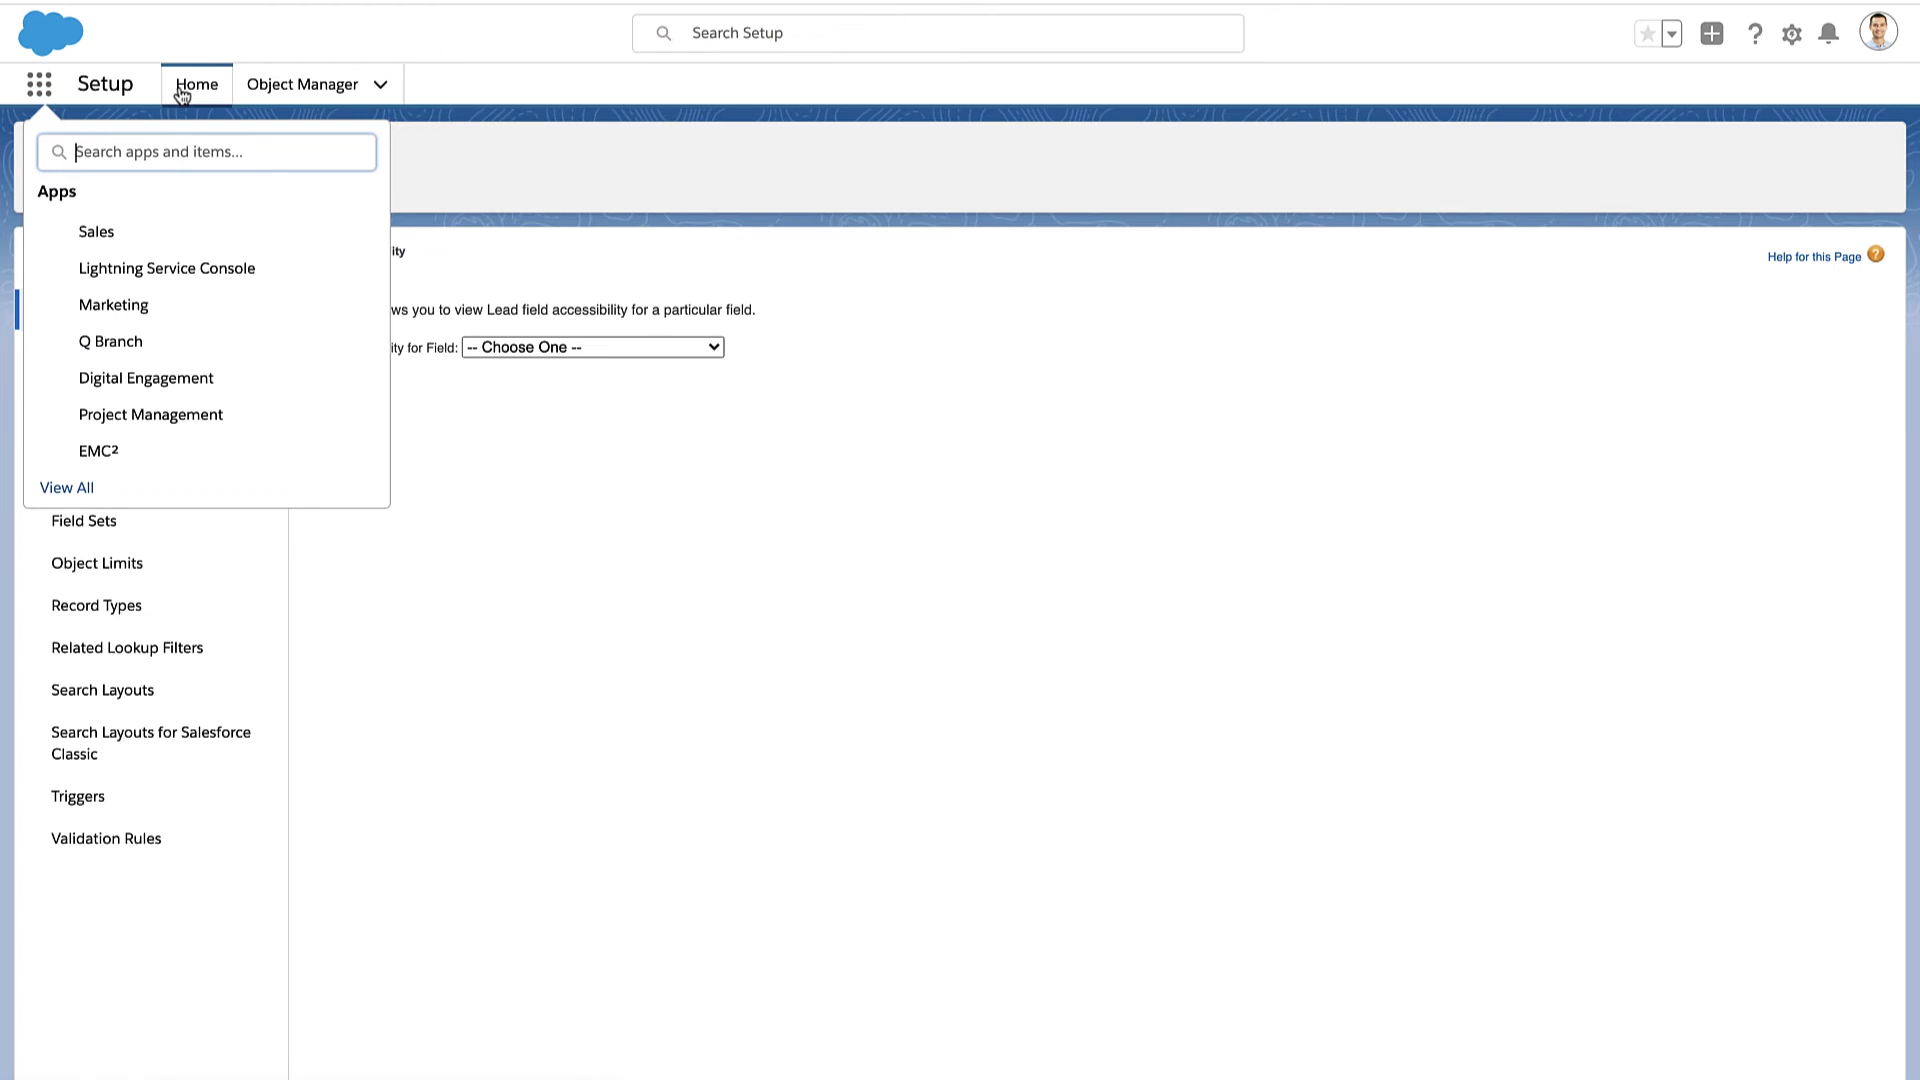 Search Setup
Setup
Home
Object Manager
Search apps and items...
Apps
Sales
Lightning Service Console
Marketing
Q Branch
Digital Engagement
Project Management
EMC²
View All
ity
Help for this Page
ws you to view Lead field accessibility for a particular field.
ity for Field: -- Choose One --
Field Sets
Object Limits
Record Types
Related Lookup Filters
Search Layouts
Search Layouts for Salesforce
Classic
Triggers
Validation Rules